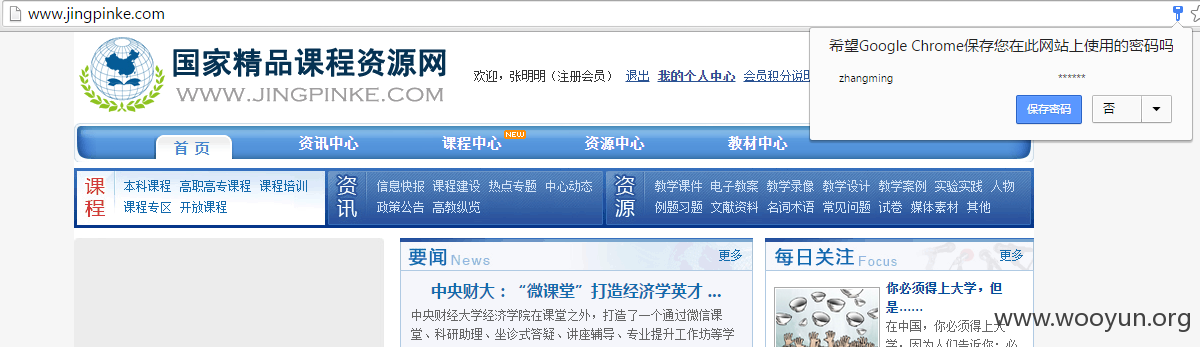 www.jingpinke.com
希望Google Chrome保存您在此网站上使用的密码吗
zhangming ******
保存密码 否
国家精品课程资源网
WWW.JINGPINKE.COM
欢迎，张明明（注册会员） 退出 我的个人中心 会员积分说明
首 页 资讯中心 课程中心 NEW 资源中心 教材中心
课程
本科课程 高职高专课程 课程培训
课程专区 开放课程
资讯
信息快报 课程建设 热点专题 中心动态
政策公告 高教纵览
资源
教学课件 电子教案 教学录像 教学设计 教学案例 实验实践 人物
例题习题 文献资料 名词术语 常见问题 试卷 媒体素材 其他
要闻 News 更多
中央财大：“微课堂”打造经济学英才 ...
中央财经大学经济学院在课堂之外，打造了一个通过微信课
堂、科研助理、坐诊式答疑、讲座辅导、专业提升工作坊等学
每日关注 Focus 更多
你必须得上大学，但
是......
在中国，你必须得上大
学，因为人们告诉你：必
www.wooyun.org